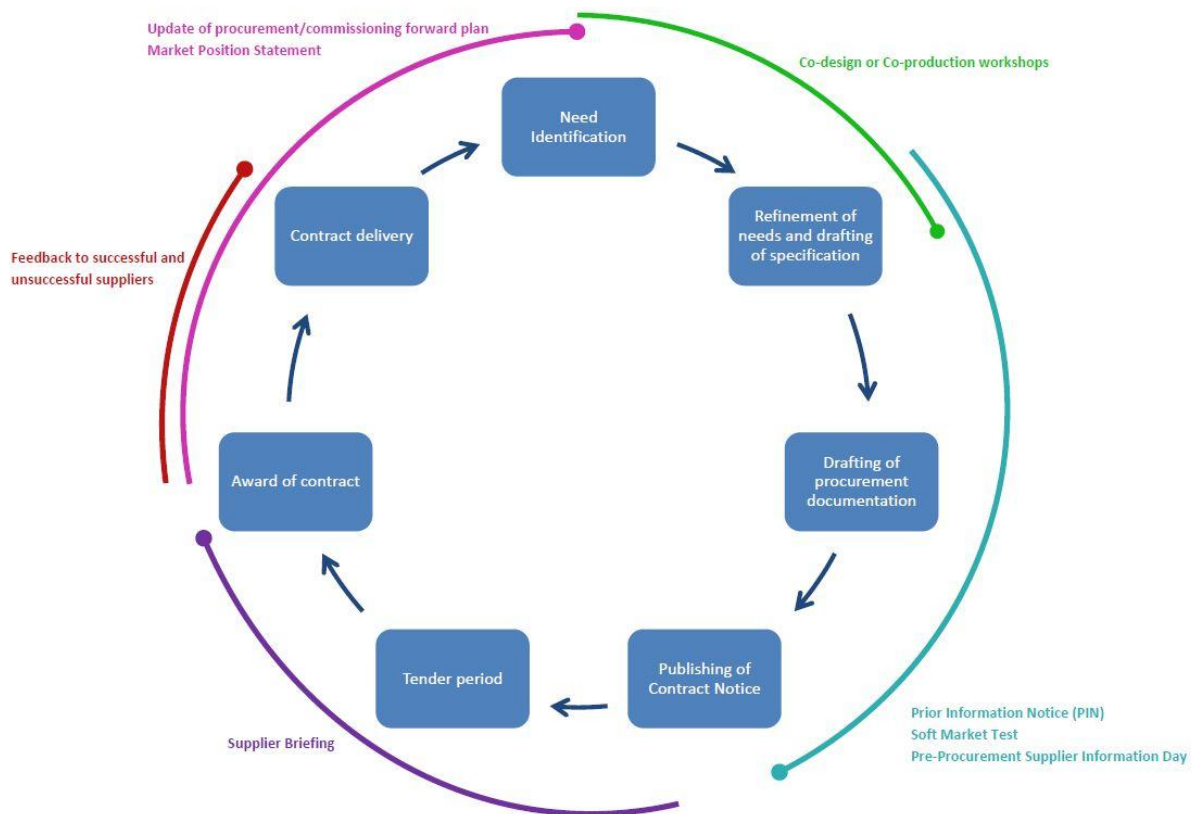 Update of procurement/commissioning forward plan
Market Position Statement
Co-design or Co-production workshops
Need
Identification
Refinement of
needs and drafting
of specification
Contract delivery
Feedback to successful and
unsuccessful suppliers
Drafting of
procurement
documentation
Award of contract
Publishing of
Contract Notice
Tender period
Supplier Briefing
Prior Information Notice (PIN)
Soft Market Test
Pre-Procurement Supplier Information Day